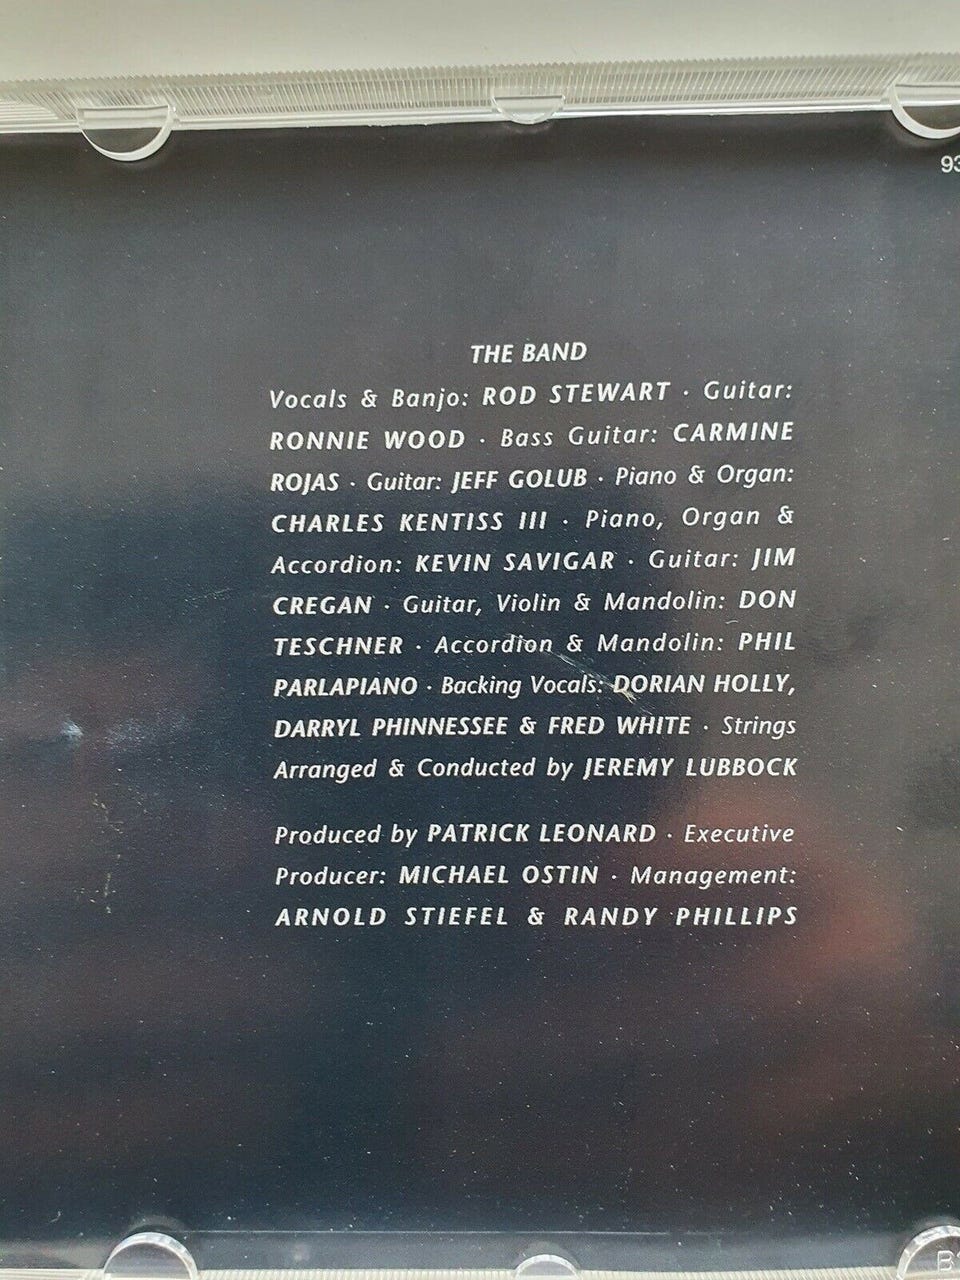 93
THE BAND
Vocals & Banjo: ROD STEWART · Guitar:
RONNIE WOOD · Bass Guitar: CARMINE
ROJAS · Guitar: JEFF GOLUB · Piano & Organ:
CHARLES KENTISS III · Piano, Organ &
Accordion: KEVIN SAVIGAR · Guitar: JIM
CREGAN · Guitar, Violin & Mandolin: DON
TESCHNER · Accordion & Mandolin: PHIL
PARLAPIANO · Backing Vocals: DORIAN HOLLY,
DARRYL PHINNESSEE & FRED WHITE · Strings
Arranged & Conducted by JEREMY LUBBOCK
Produced by PATRICK LEONARD · Executive
Producer: MICHAEL OSTIN · Management:
ARNOLD STIEFEL & RANDY PHILLIPS